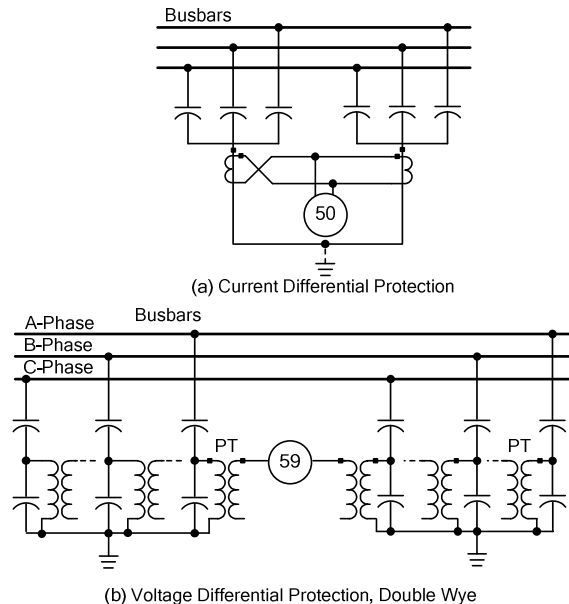 Busbars
50
(a) Current Differential Protection
Busbars
A-Phase
B-Phase
C-Phase
PT
59
PT
(b) Voltage Differential Protection, Double Wye